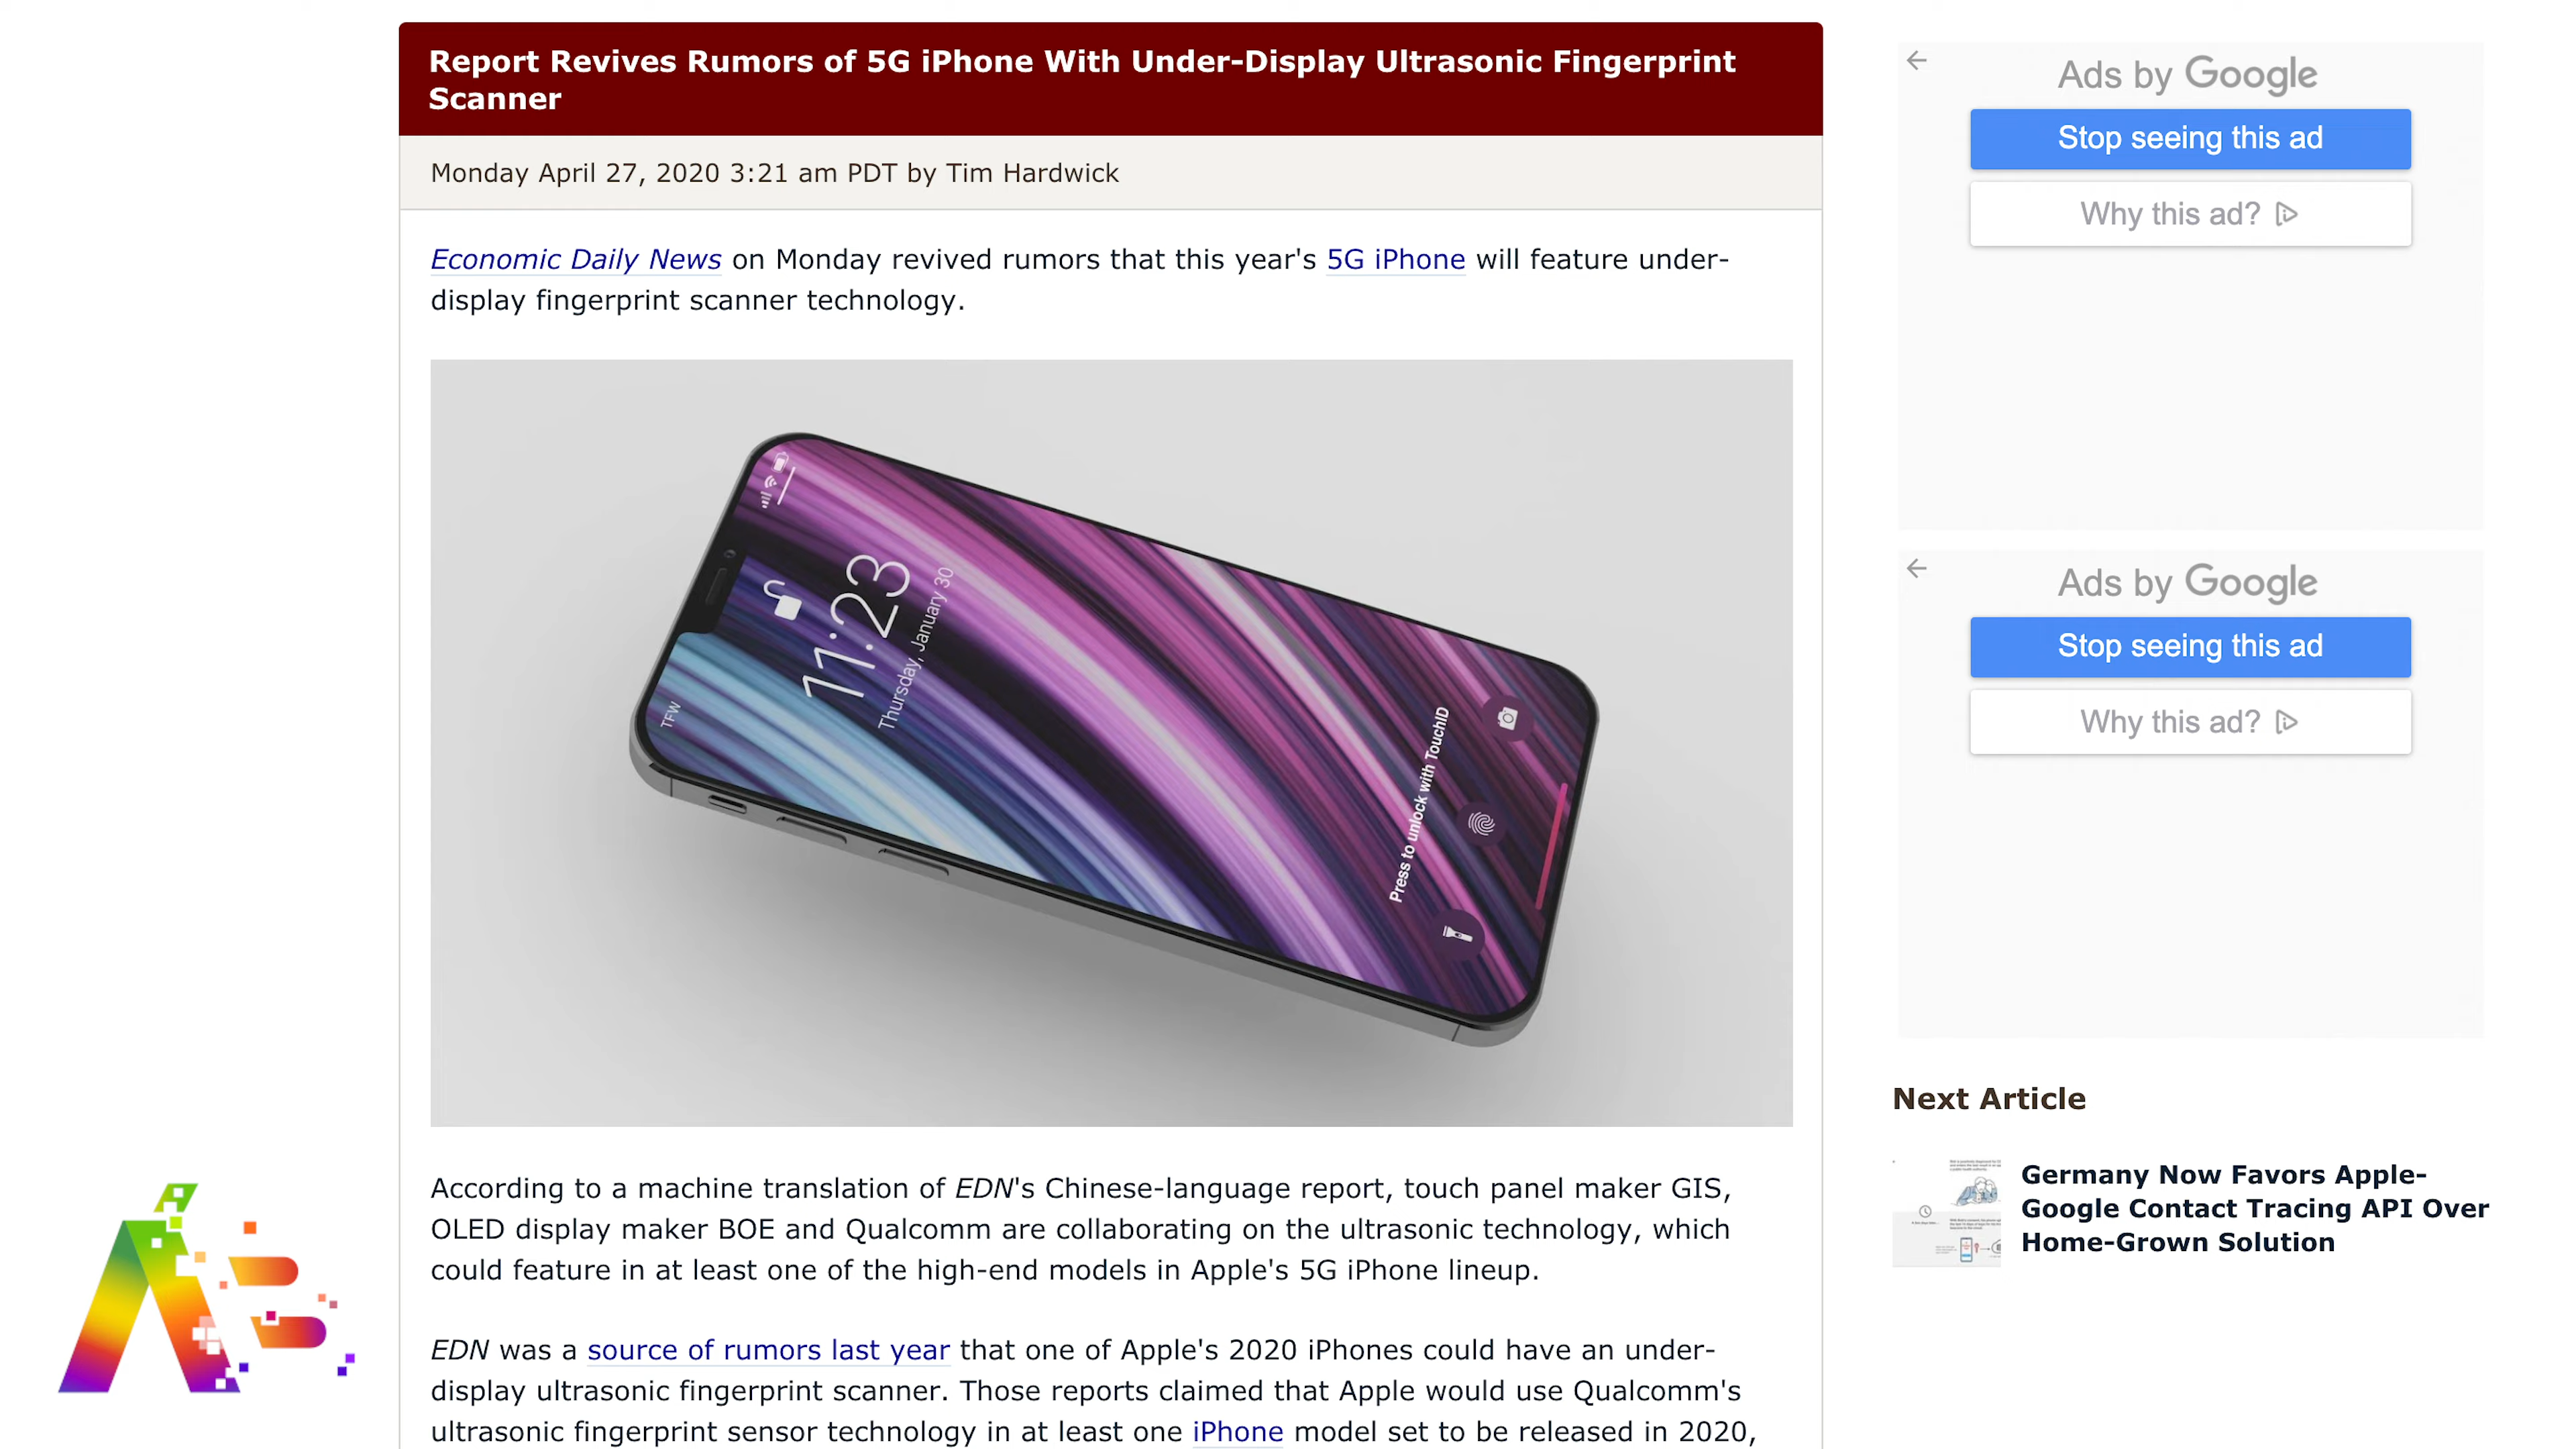 Report Revives Rumors of 5G iPhone With Under-Display Ultrasonic Fingerprint
Scanner
Monday April 27, 2020 3:21 am PDT by Tim Hardwick
Economic Daily News on Monday revived rumors that this year's 5G iPhone will feature under-
display fingerprint scanner technology.
TFW
11:23
Thursday, January 30
Press to unlock with TouchID
According to a machine translation of EDN's Chinese-language report, touch panel maker GIS,
OLED display maker BOE and Qualcomm are collaborating on the ultrasonic technology, which
could feature in at least one of the high-end models in Apple's 5G iPhone lineup.
EDN was a source of rumors last year that one of Apple's 2020 iPhones could have an under-
display ultrasonic fingerprint scanner. Those reports claimed that Apple would use Qualcomm's
ultrasonic fingerprint sensor technology in at least one iPhone model set to be released in 2020,
Ads by Google
Stop seeing this ad
Why this ad?
Ads by Google
Stop seeing this ad
Why this ad?
Next Article
Germany Now Favors Apple-
Google Contact Tracing API Over
Home-Grown Solution